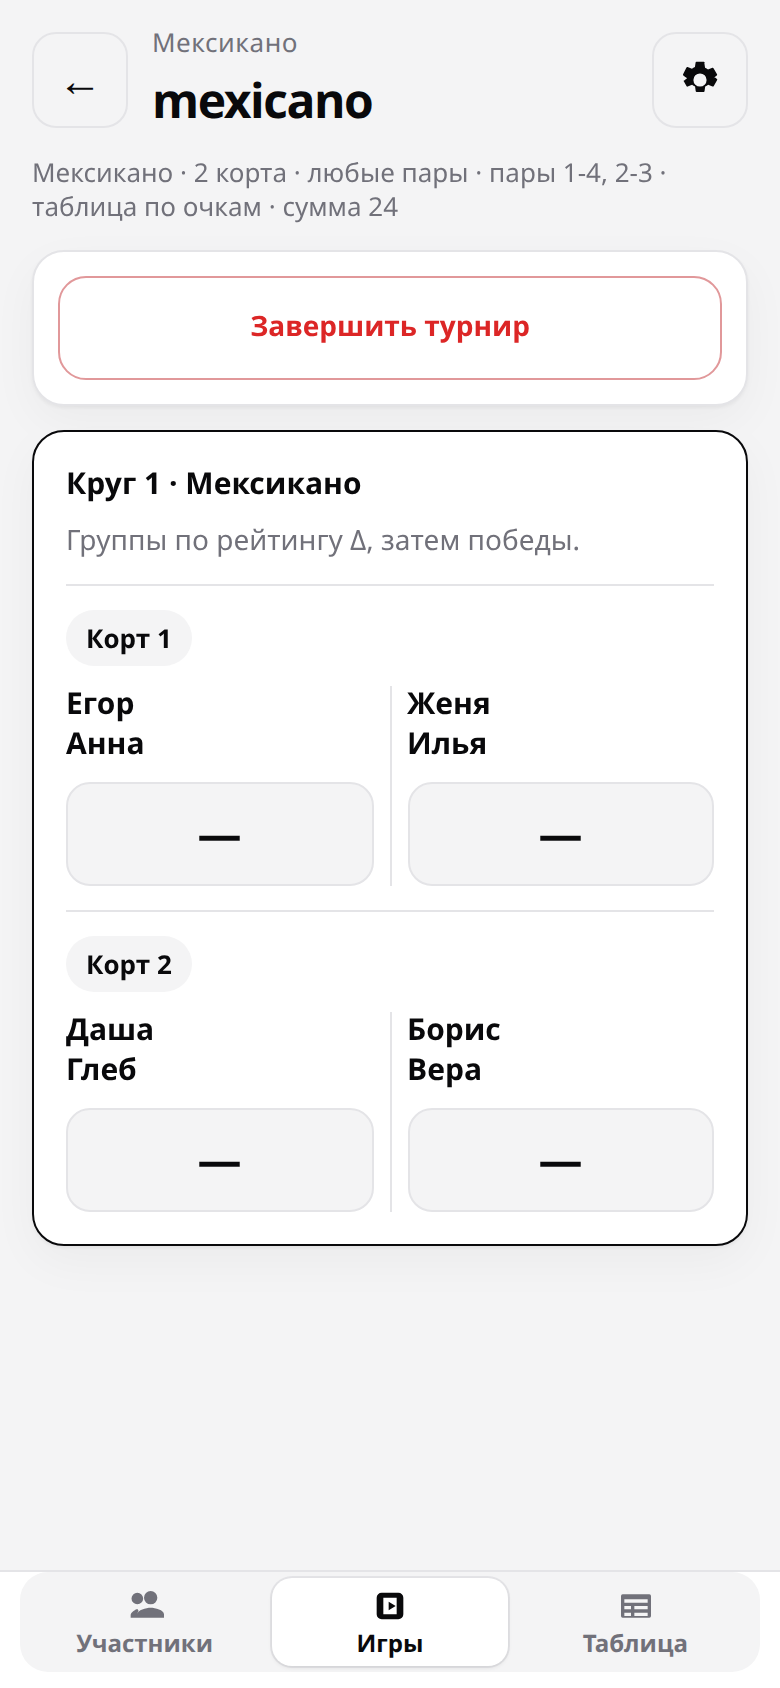 ←
Мексикано
mexicano
Мексикано · 2 корта · любые пары · пары 1-4, 2-3 ·
таблица по очкам · сумма 24
Завершить турнир
Круг 1 · Мексикано
Группы по рейтингу Δ, затем победы.
Корт 1
Егор
Анна
Женя
Илья
—
—
Корт 2
Даша
Глеб
Борис
Вера
—
—
Участники
Игры
Таблица